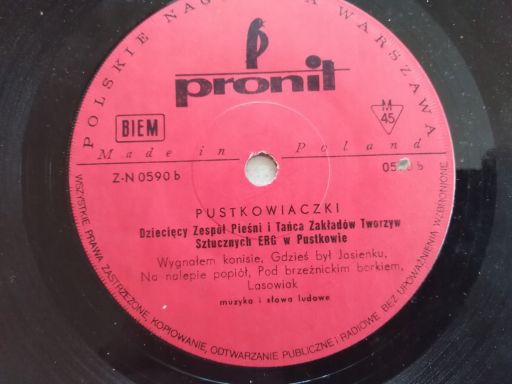 POLSKIE NAGRANIA WARSZAWA
pronit
BIEM
M
45
Made in Poland
Z-N 0590 b
b
PUSTKOWIACZKI
Dziecięcy Zespół Pieśni i Tańca Zakładów Tworzyw
Sztucznych ERG w Pustkowie
Wygnałem konisie, Gdzieś był Jasieńku,
Na nalepie popiół, Pod brzeźnickim borkiem,
Lasowiak
muzyka i słowa ludowe
WSZYSTKIE PRAWA ZASTRZEŻONE, KOPIOWANIE, ODTWARZANIE PUBLICZNE I RADIOWE BEZ UPOWAŻNIENIA WZBRONIONE